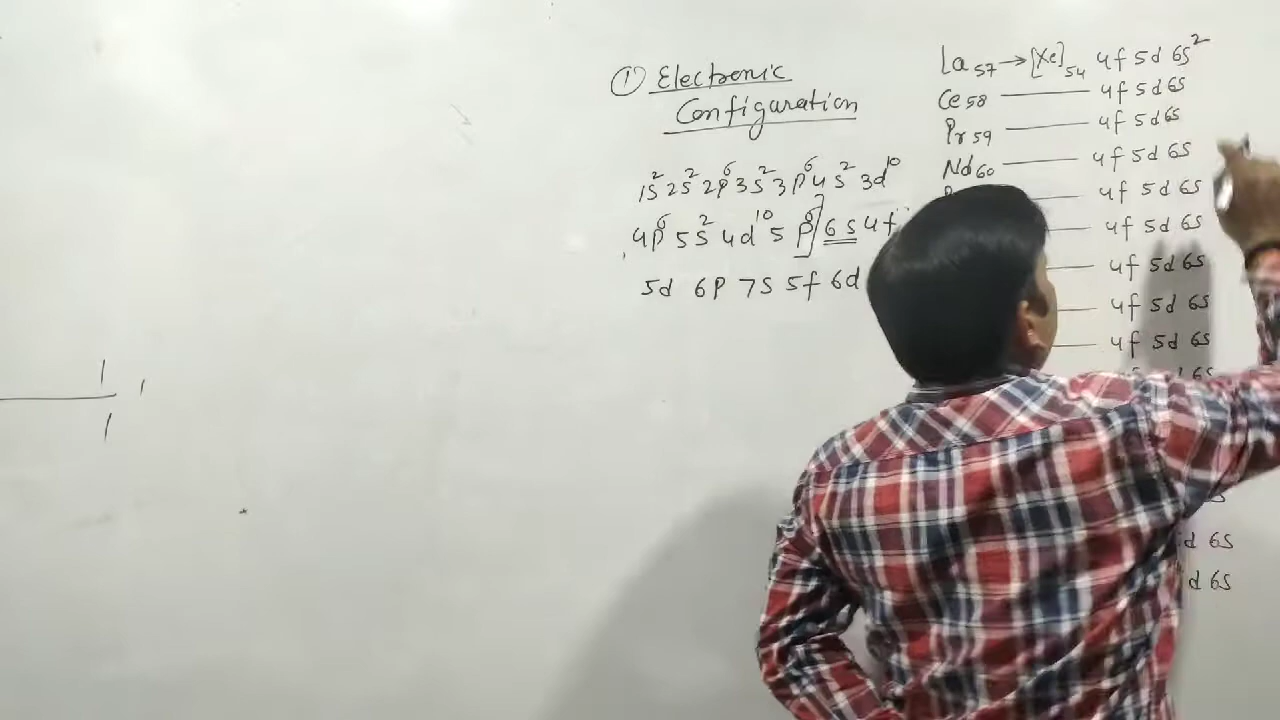 ① Electronic
Configuration
1s² 2s² 2p⁶ 3s² 3p⁶ 4s² 3d¹⁰
4p⁶ 5s² 4d¹⁰ 5p⁶] 6s 4f
5d 6p 7s 5f 6d
La₅₇→[Xe]₅₄ 4f 5d 6s²
Ce₅₈ —— 4f 5d 6s
Pr₅₉ —— 4f 5d 6s
Nd₆₀ —— 4f 5d 6s
4f 5d 6s
4f 5d 6s
4f 5d 6s
4f 5d 6s
4f 5d 6s
6s
d 6s
d 6s